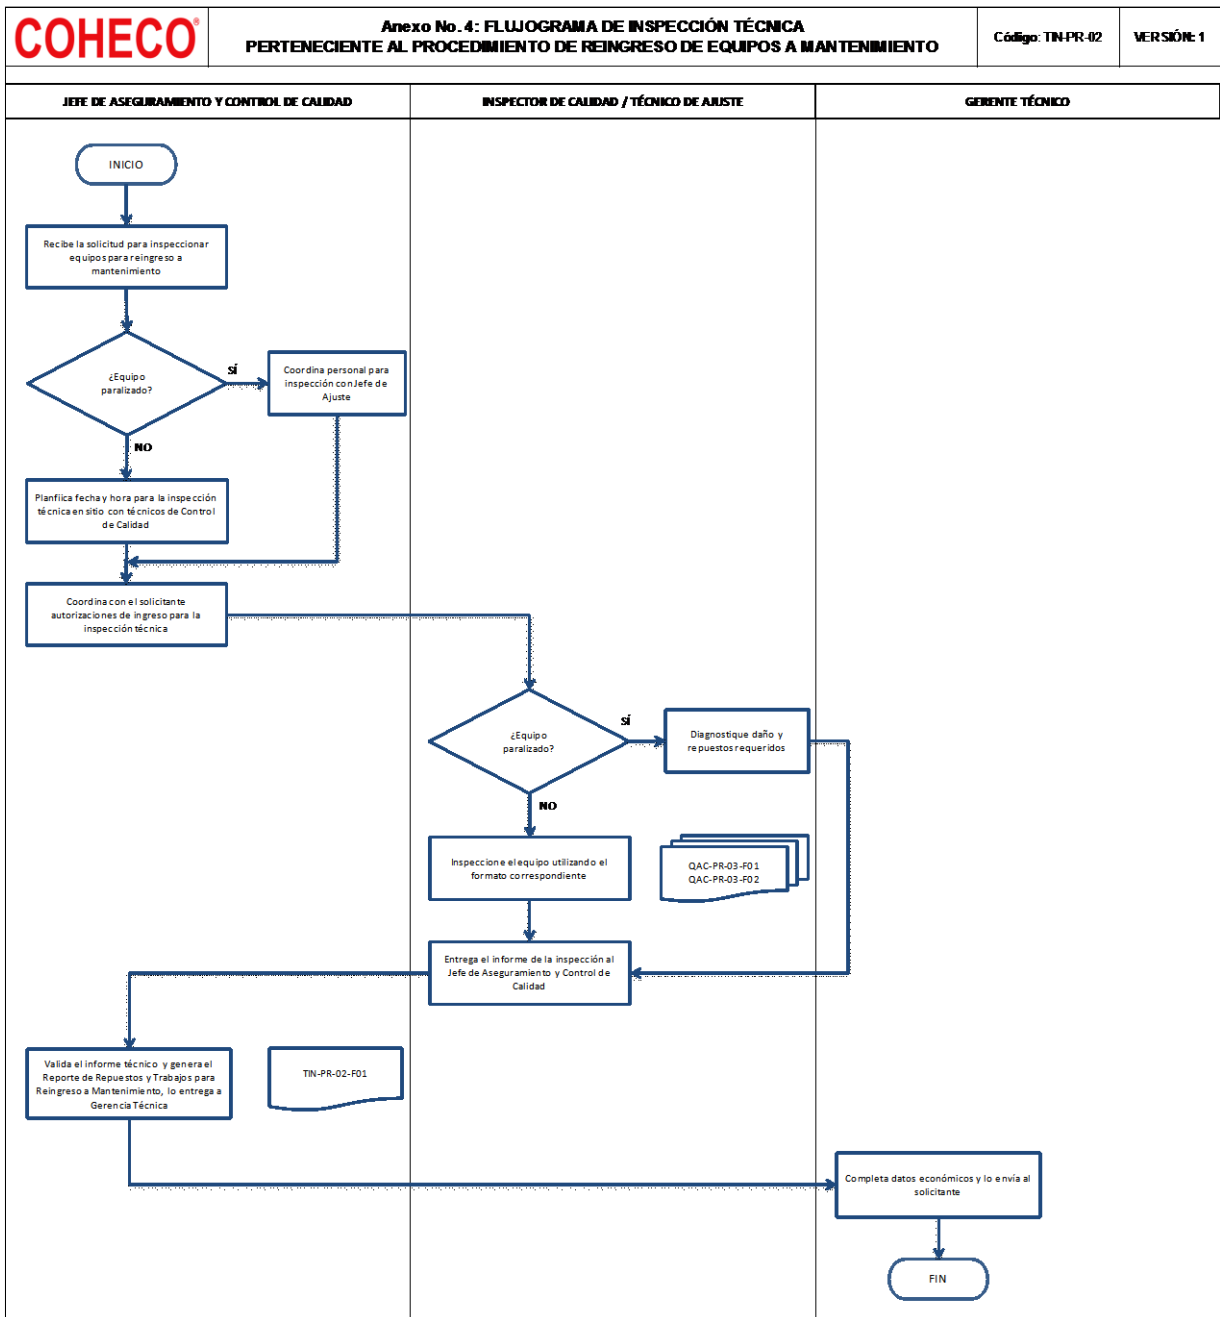 COHECO®
Anexo No. 4: FLUJOGRAMA DE INSPECCIÓN TÉCNICA
PERTENECIENTE AL PROCEDIMIENTO DE REINGRESO DE EQUIPOS A MANTENIMIENTO
Código: TIN-PR-02
VERSIÓN: 1
JEFE DE ASEGURAMIENTO Y CONTROL DE CALIDAD
INSPECTOR DE CALIDAD / TÉCNICO DE AJUSTE
GERENTE TÉCNICO
INICIO
Recibe la solicitud para inspeccionar
equipos para reingreso a
mantenimiento
¿Equipo
paralizado?
SÍ
Coordina personal para
inspección con Jefe de
Ajuste
NO
Planfiica fecha y hora para la inspección
técnica en sitio con técnicos de Control
de Calidad
Coordina con el solicitante
autorizaciones de ingreso para la
inspección técnica
¿Equipo
paralizado?
SÍ
Diagnostique daño y
repuestos requeridos
NO
Inspeccione el equipo utilizando el
formato correspondiente
QAC-PR-03-F01
QAC-PR-03-F02
Entrega el informe de la inspección al
Jefe de Aseguramiento y Control de
Calidad
Valida el informe técnico y genera el
Reporte de Repuestos y Trabajos para
Reingreso a Mantenimiento, lo entrega a
Gerencia Técnica
TIN-PR-02-F01
Completa datos económicos y lo envía al
solicitante
FIN